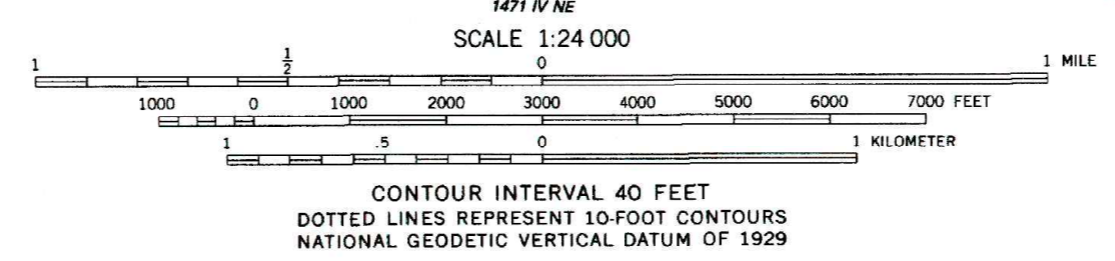 1471 IV NE
SCALE 1:24 000
1 1/2 0 1 MILE
1000 0 1000 2000 3000 4000 5000 6000 7000 FEET
1 .5 0 1 KILOMETER
CONTOUR INTERVAL 40 FEET
DOTTED LINES REPRESENT 10-FOOT CONTOURS
NATIONAL GEODETIC VERTICAL DATUM OF 1929